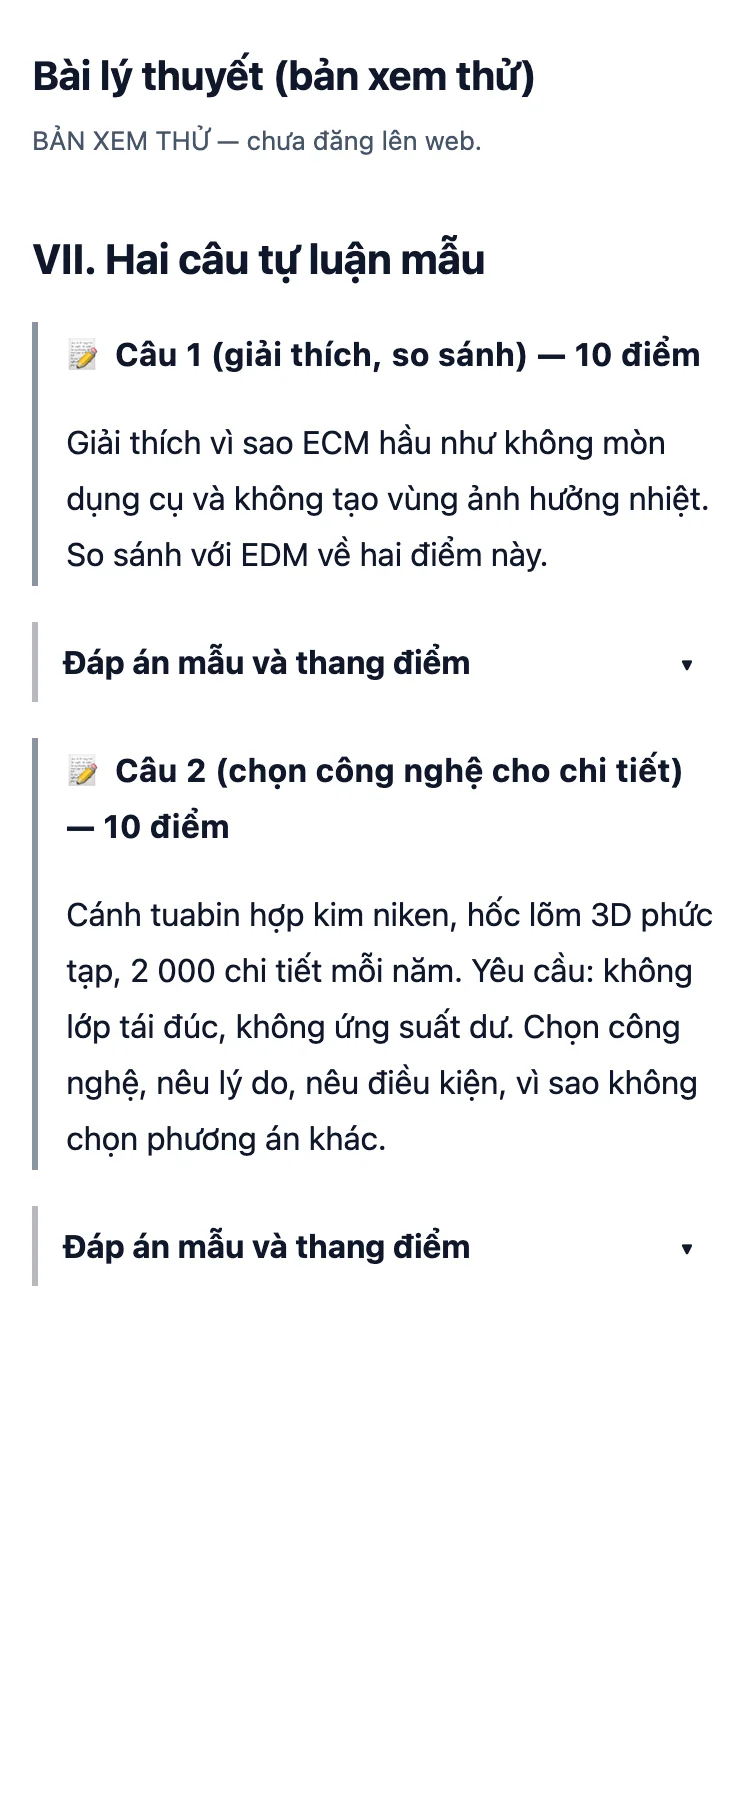 Bài lý thuyết (bản xem thử)
BẢN XEM THỬ — chưa đăng lên web.
VII. Hai câu tự luận mẫu
📝 Câu 1 (giải thích, so sánh) — 10 điểm
Giải thích vì sao ECM hầu như không mòn
dụng cụ và không tạo vùng ảnh hưởng nhiệt.
So sánh với EDM về hai điểm này.
Đáp án mẫu và thang điểm ▼
📝 Câu 2 (chọn công nghệ cho chi tiết)
— 10 điểm
Cánh tuabin hợp kim niken, hốc lõm 3D phức
tạp, 2 000 chi tiết mỗi năm. Yêu cầu: không
lớp tái đúc, không ứng suất dư. Chọn công
nghệ, nêu lý do, nêu điều kiện, vì sao không
chọn phương án khác.
Đáp án mẫu và thang điểm ▼